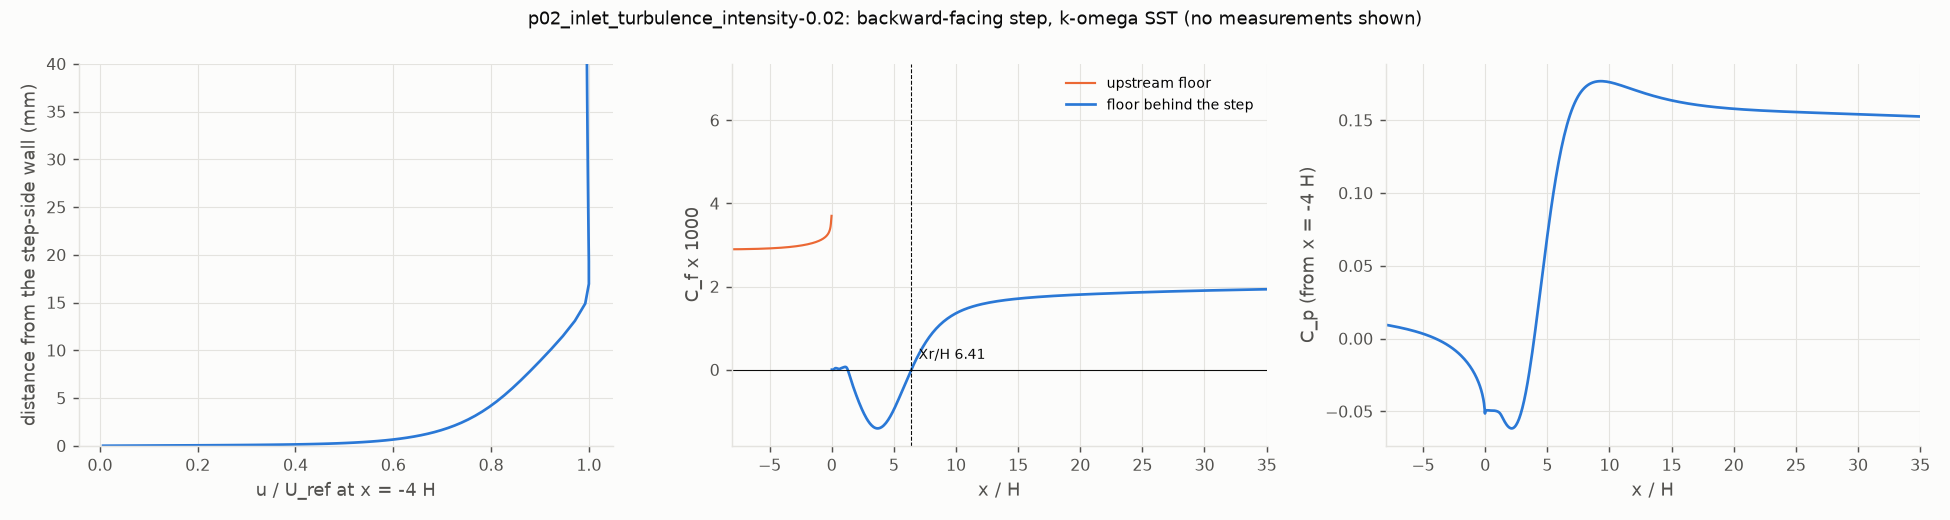 p02_inlet_turbulence_intensity-0.02: backward-facing step, k-omega SST (no measurements shown)
distance from the step-side wall (mm)
40
35
30
25
20
15
10
5
0
0.0 0.2 0.4 0.6 0.8 1.0
u / U_ref at x = -4 H
C_f x 1000
6
4
2
0
upstream floor
floor behind the step
Xr/H 6.41
−5 0 5 10 15 20 25 30 35
x / H
C_p (from x = -4 H)
0.15
0.10
0.05
0.00
−0.05
−5 0 5 10 15 20 25 30 35
x / H